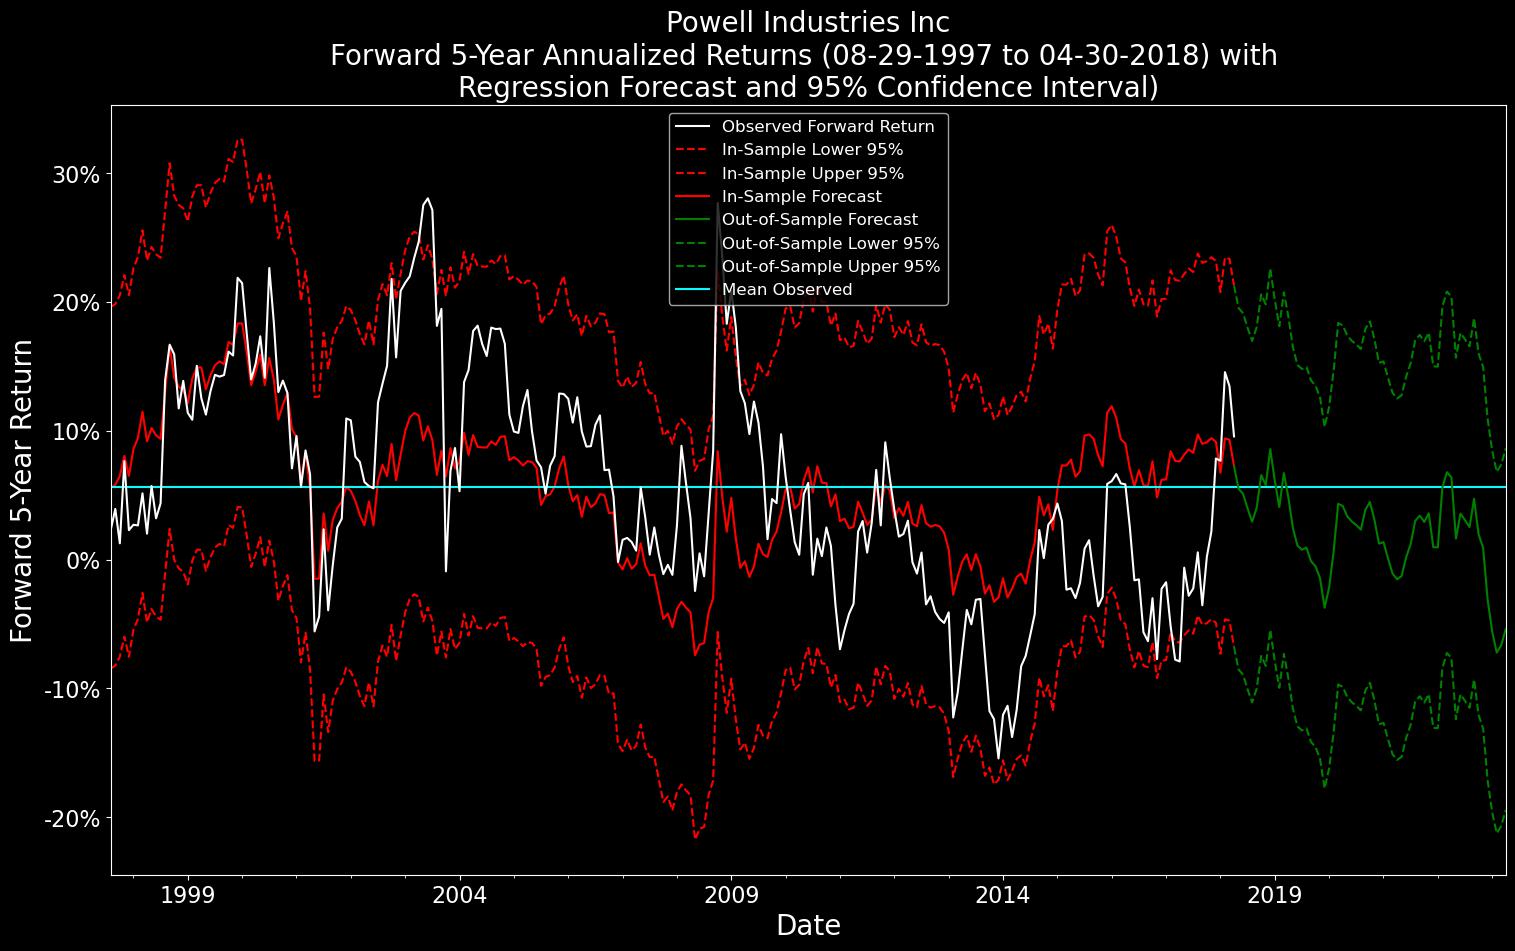 Powell Industries Inc
Forward 5-Year Annualized Returns (08-29-1997 to 04-30-2018) with
Regression Forecast and 95% Confidence Interval)
Observed Forward Return
In-Sample Lower 95%
In-Sample Upper 95%
In-Sample Forecast
Out-of-Sample Forecast
Out-of-Sample Lower 95%
Out-of-Sample Upper 95%
Mean Observed
Forward 5-Year Return
30%
20%
10%
0%
-10%
-20%
1999
2004
2009
2014
2019
Date